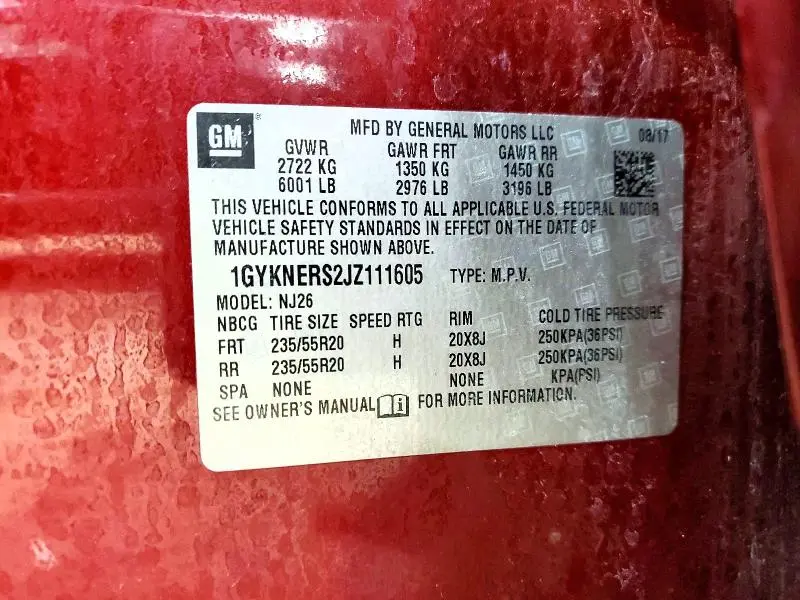 GM ® MFD BY GENERAL MOTORS LLC 08/17
GVWR GAWR FRT GAWR RR
2722 KG 1350 KG 1450 KG
6001 LB 2976 LB 3196 LB
THIS VEHICLE CONFORMS TO ALL APPLICABLE U.S. FEDERAL MOTOR
VEHICLE SAFETY STANDARDS IN EFFECT ON THE DATE OF
MANUFACTURE SHOWN ABOVE.
1GYKNERS2JZ111605 TYPE: M.P.V.
MODEL: NJ26
NBCG TIRE SIZE SPEED RTG RIM COLD TIRE PRESSURE
FRT 235/55R20 H 20X8J 250KPA(36PSI)
RR 235/55R20 H 20X8J 250KPA(36PSI)
SPA NONE NONE KPA(PSI)
SEE OWNER'S MANUAL i FOR MORE INFORMATION.